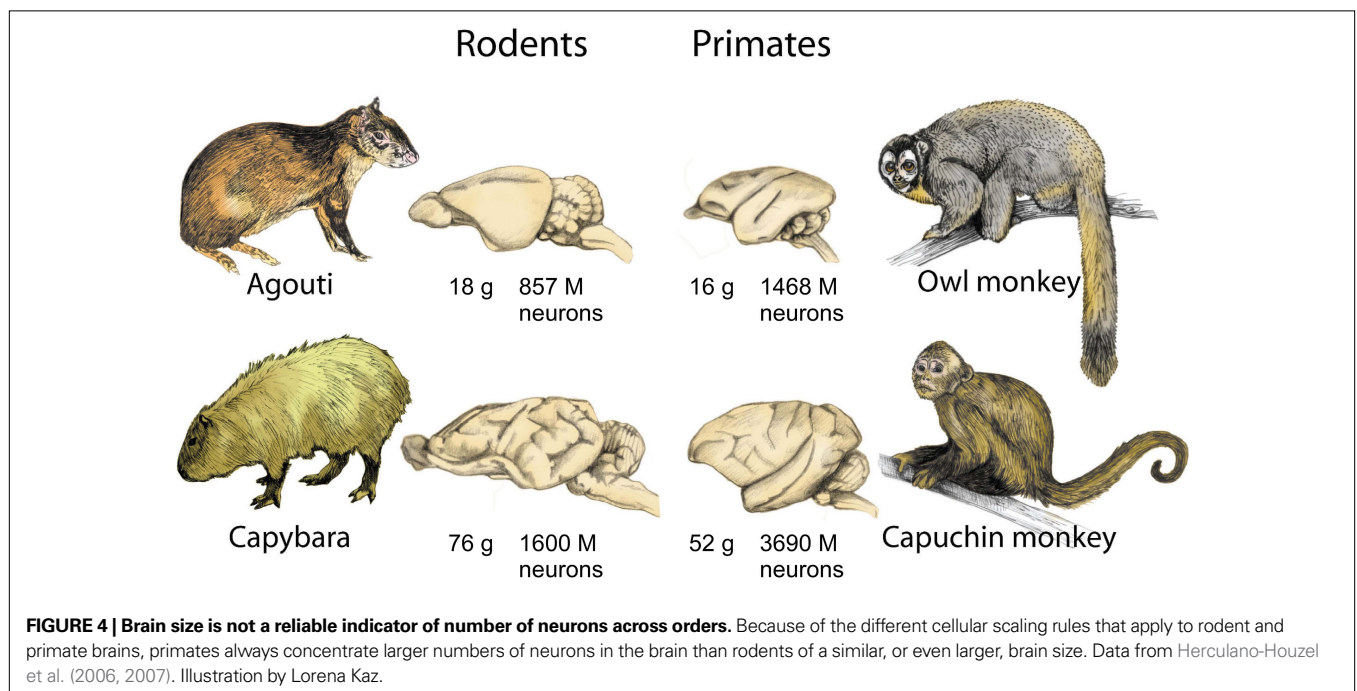 Rodents Primates
Agouti
18 g 857 M
neurons
16 g 1468 M
neurons
Owl monkey
Capybara
76 g 1600 M
neurons
52 g 3690 M
neurons
Capuchin monkey
FIGURE 4 | Brain size is not a reliable indicator of number of neurons across orders. Because of the different cellular scaling rules that apply to rodent and
primate brains, primates always concentrate larger numbers of neurons in the brain than rodents of a similar, or even larger, brain size. Data from Herculano-Houzel
et al. (2006, 2007). Illustration by Lorena Kaz.